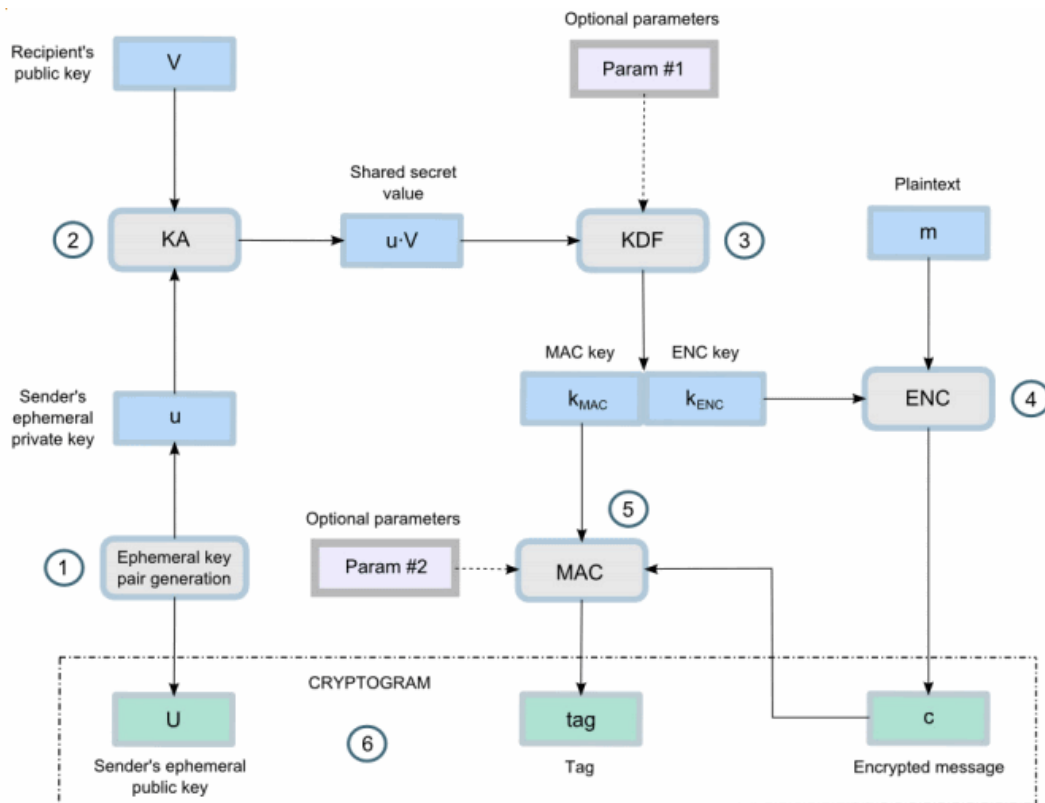 Optional parameters
Recipient's
public key
V
Param #1
Shared secret
value
Plaintext
2
KA
u·V
KDF
3
m
MAC key
ENC key
Sender's
ephemeral
private key
u
kMAC
kENC
ENC
4
5
Optional parameters
1
Ephemeral key
pair generation
Param #2
MAC
CRYPTOGRAM
U
tag
c
6
Sender's ephemeral
public key
Tag
Encrypted message